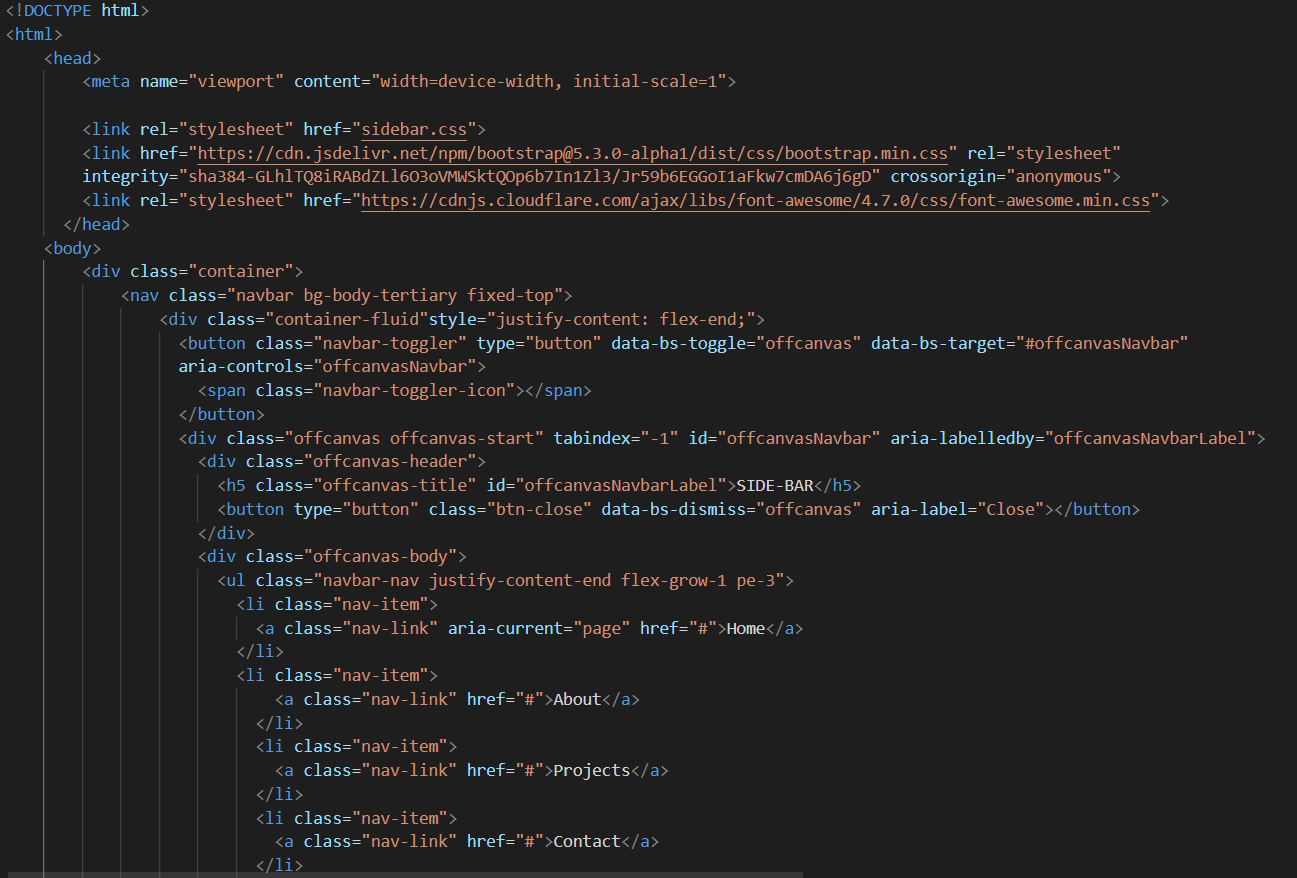 <!DOCTYPE html>
<html>
<head>
<meta name="viewport" content="width=device-width, initial-scale=1">
<link rel="stylesheet" href="sidebar.css">
<link href="https://cdn.jsdelivr.net/npm/bootstrap@5.3.0-alpha1/dist/css/bootstrap.min.css" rel="stylesheet"
integrity="sha384-GLhlTQ8iRABdZLl6O3oVMWSktQOp6b7In1Zl3/Jr59b6EGGoI1aFkw7cmDA6j6gD" crossorigin="anonymous">
<link rel="stylesheet" href="https://cdnjs.cloudflare.com/ajax/libs/font-awesome/4.7.0/css/font-awesome.min.css">
</head>
<body>
<div class="container">
<nav class="navbar bg-body-tertiary fixed-top">
<div class="container-fluid"style="justify-content: flex-end;">
<button class="navbar-toggler" type="button" data-bs-toggle="offcanvas" data-bs-target="#offcanvasNavbar"
aria-controls="offcanvasNavbar">
<span class="navbar-toggler-icon"></span>
</button>
<div class="offcanvas offcanvas-start" tabindex="-1" id="offcanvasNavbar" aria-labelledby="offcanvasNavbarLabel">
<div class="offcanvas-header">
<h5 class="offcanvas-title" id="offcanvasNavbarLabel">SIDE-BAR</h5>
<button type="button" class="btn-close" data-bs-dismiss="offcanvas" aria-label="Close"></button>
</div>
<div class="offcanvas-body">
<ul class="navbar-nav justify-content-end flex-grow-1 pe-3">
<li class="nav-item">
<a class="nav-link" aria-current="page" href="#">Home</a>
</li>
<li class="nav-item">
<a class="nav-link" href="#">About</a>
</li>
<li class="nav-item">
<a class="nav-link" href="#">Projects</a>
</li>
<li class="nav-item">
<a class="nav-link" href="#">Contact</a>
</li>